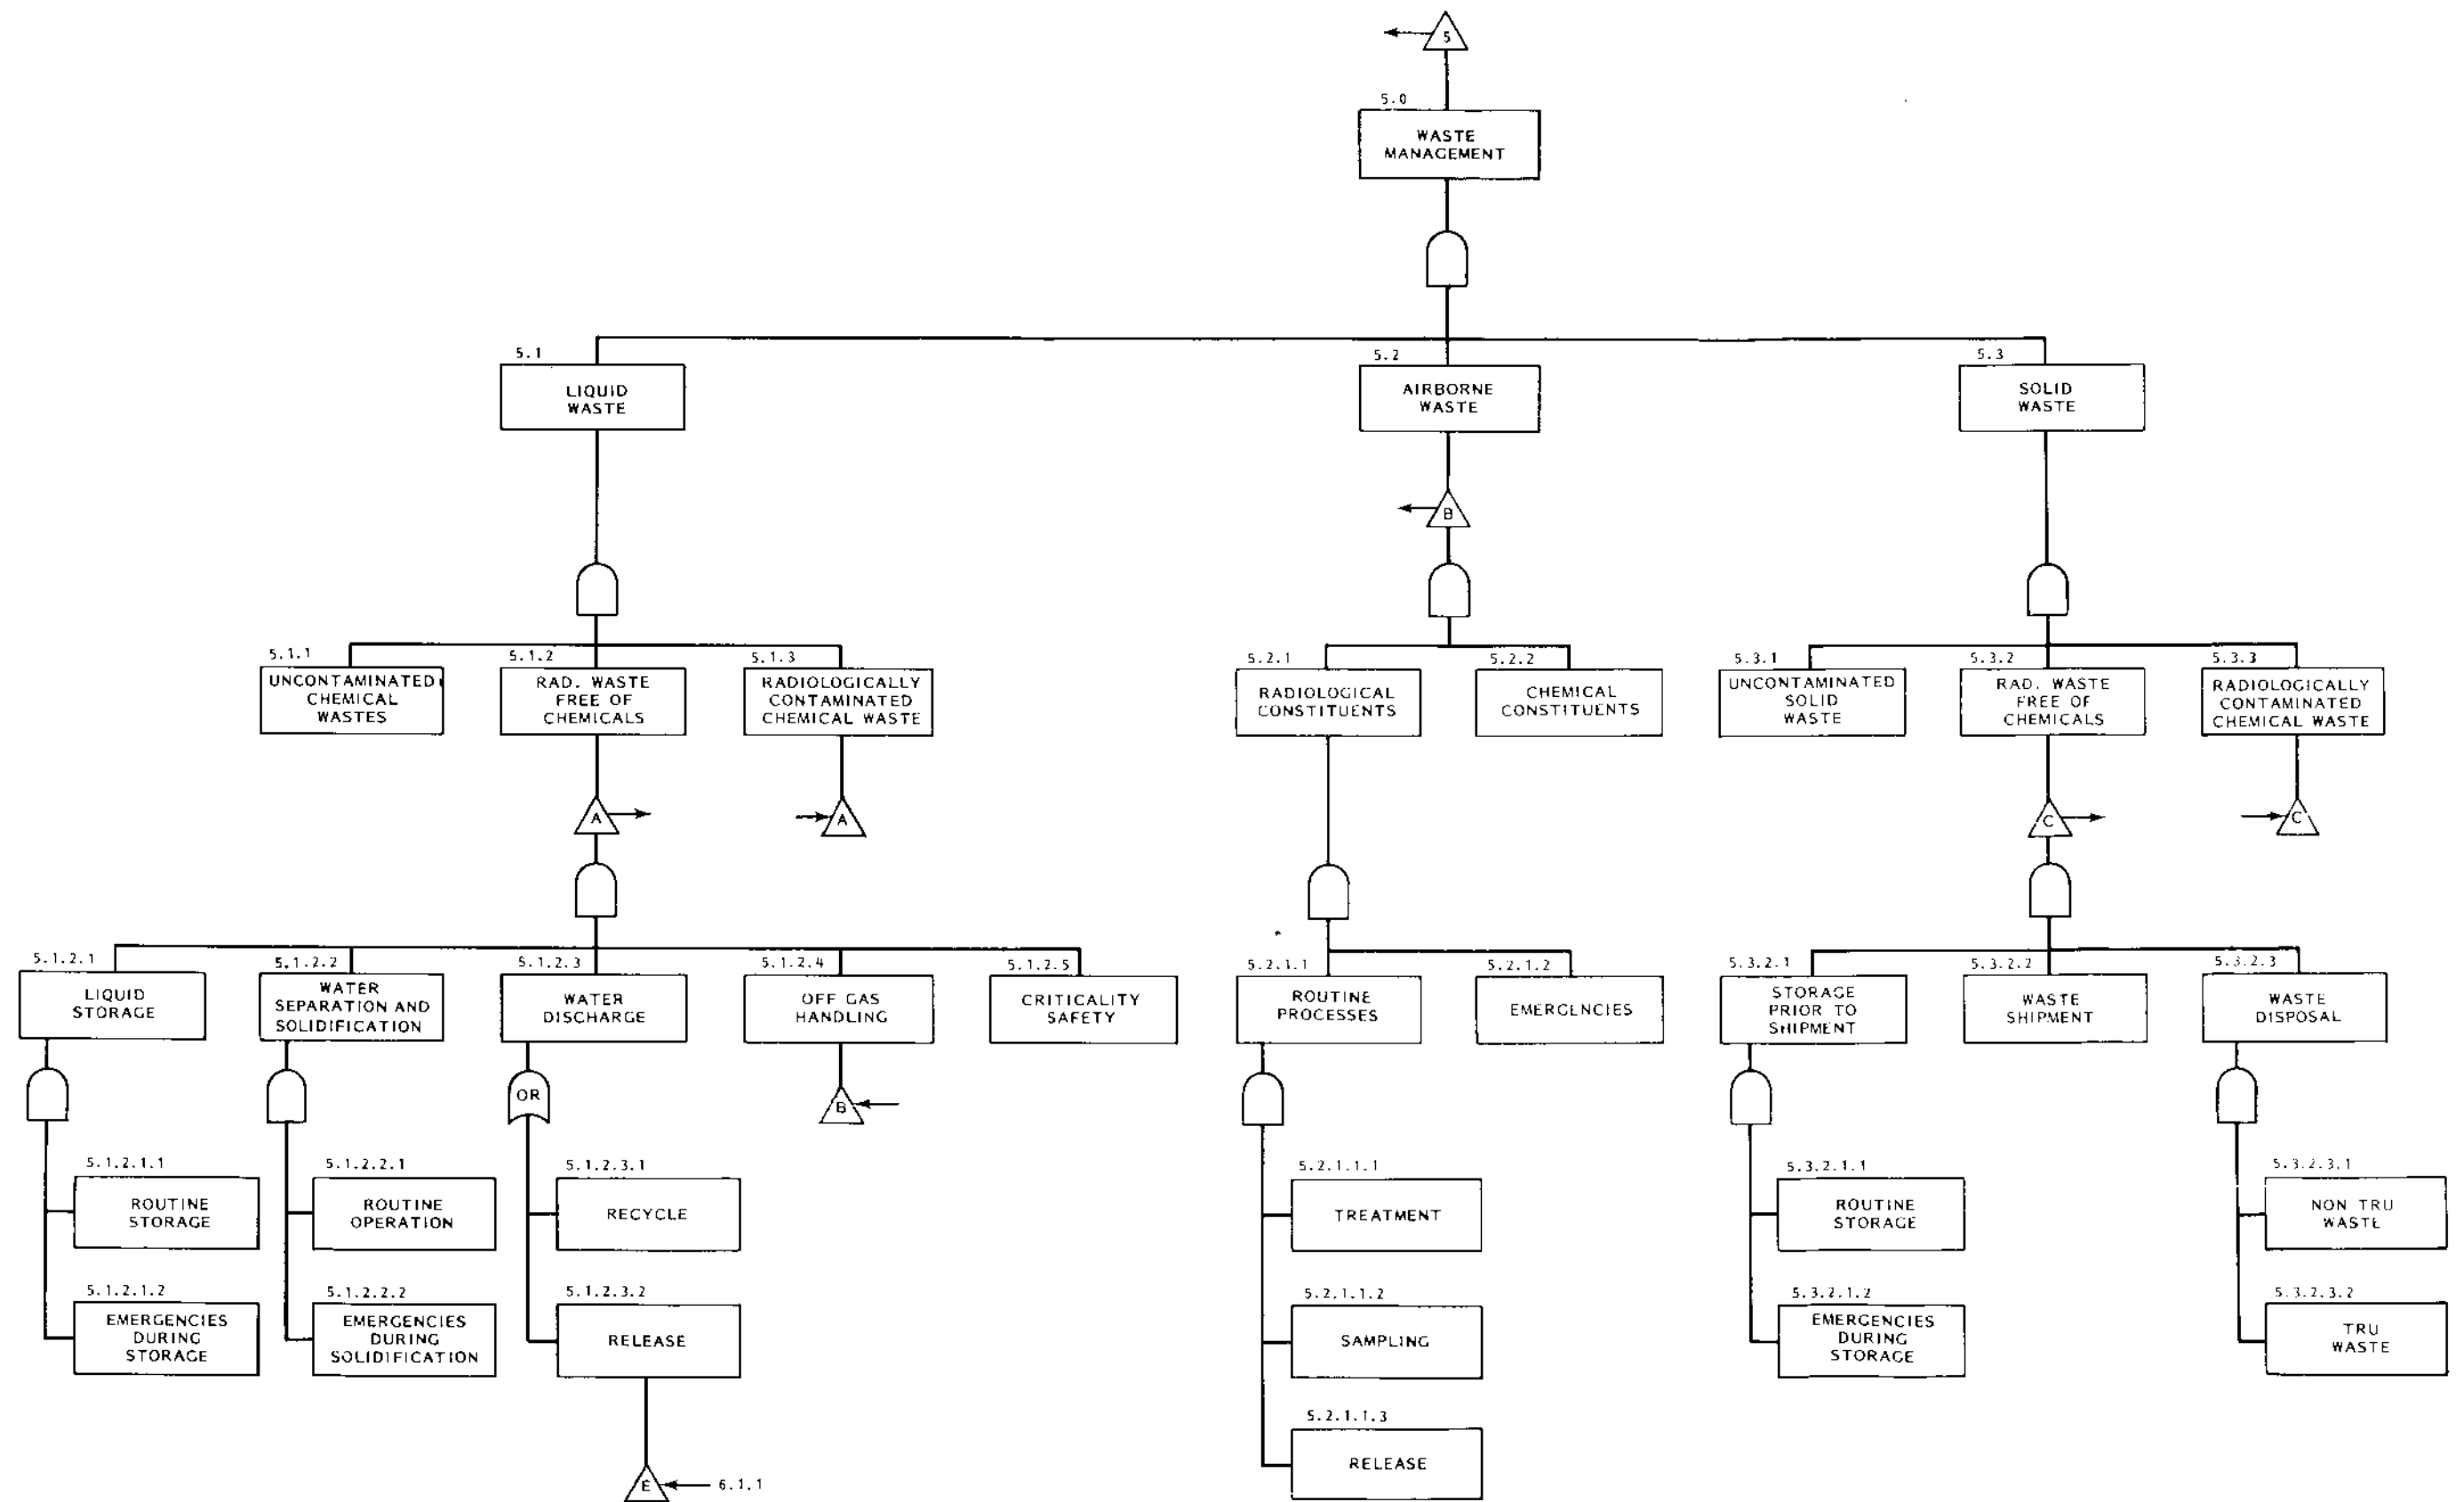 5
5.0
WASTE
MANAGEMENT
5.1
LIQUID
WASTE
5.2
AIRBORNE
WASTE
5.3
SOLID
WASTE
B
5.1.1
UNCONTAMINATED
CHEMICAL
WASTES
5.1.2
RAD. WASTE
FREE OF
CHEMICALS
5.1.3
RADIOLOGICALLY
CONTAMINATED
CHEMICAL WASTE
5.2.1
RADIOLOGICAL
CONSTITUENTS
5.2.2
CHEMICAL
CONSTITUENTS
5.3.1
UNCONTAMINATED
SOLID
WASTE
5.3.2
RAD. WASTE
FREE OF
CHEMICALS
5.3.3
RADIOLOGICALLY
CONTAMINATED
CHEMICAL WASTE
A
A
C
C
5.1.2.1
LIQUID
STORAGE
5.1.2.2
WATER
SEPARATION AND
SOLIDIFICATION
5.1.2.3
WATER
DISCHARGE
5.1.2.4
OFF GAS
HANDLING
5.1.2.5
CRITICALITY
SAFETY
5.2.1.1
ROUTINE
PROCESSES
5.2.1.2
EMERGENCIES
5.3.2.1
STORAGE
PRIOR TO
SHIPMENT
5.3.2.2
WASTE
SHIPMENT
5.3.2.3
WASTE
DISPOSAL
OR
B
5.1.2.1.1
ROUTINE
STORAGE
5.1.2.2.1
ROUTINE
OPERATION
5.1.2.3.1
RECYCLE
5.2.1.1.1
TREATMENT
5.3.2.1.1
ROUTINE
STORAGE
5.3.2.3.1
NON TRU
WASTE
5.1.2.1.2
EMERGENCIES
DURING
STORAGE
5.1.2.2.2
EMERGENCIES
DURING
SOLIDIFICATION
5.1.2.3.2
RELEASE
5.2.1.1.2
SAMPLING
5.3.2.1.2
EMERGENCIES
DURING
STORAGE
5.3.2.3.2
TRU
WASTE
5.2.1.1.3
RELEASE
E
6.1.1